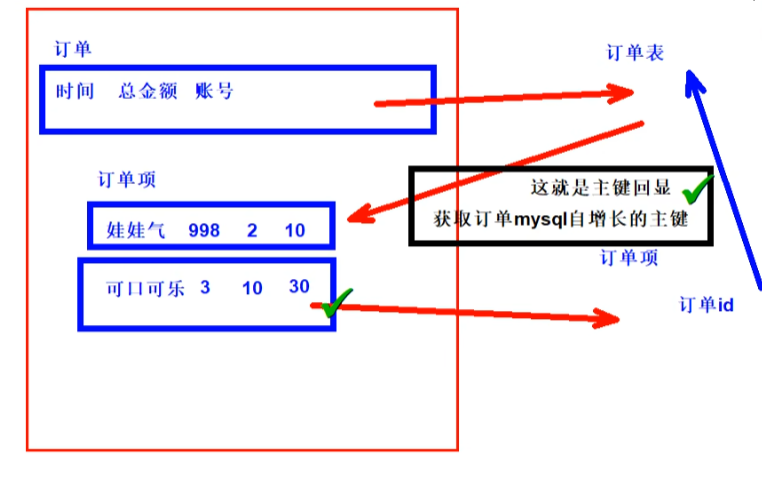 订单
时间 总金额 账号
订单表
订单项
娃娃气 998 2 10
可口可乐 3 10 30
这就是主键回显
获取订单mysql自增长的主键
订单项
订单id